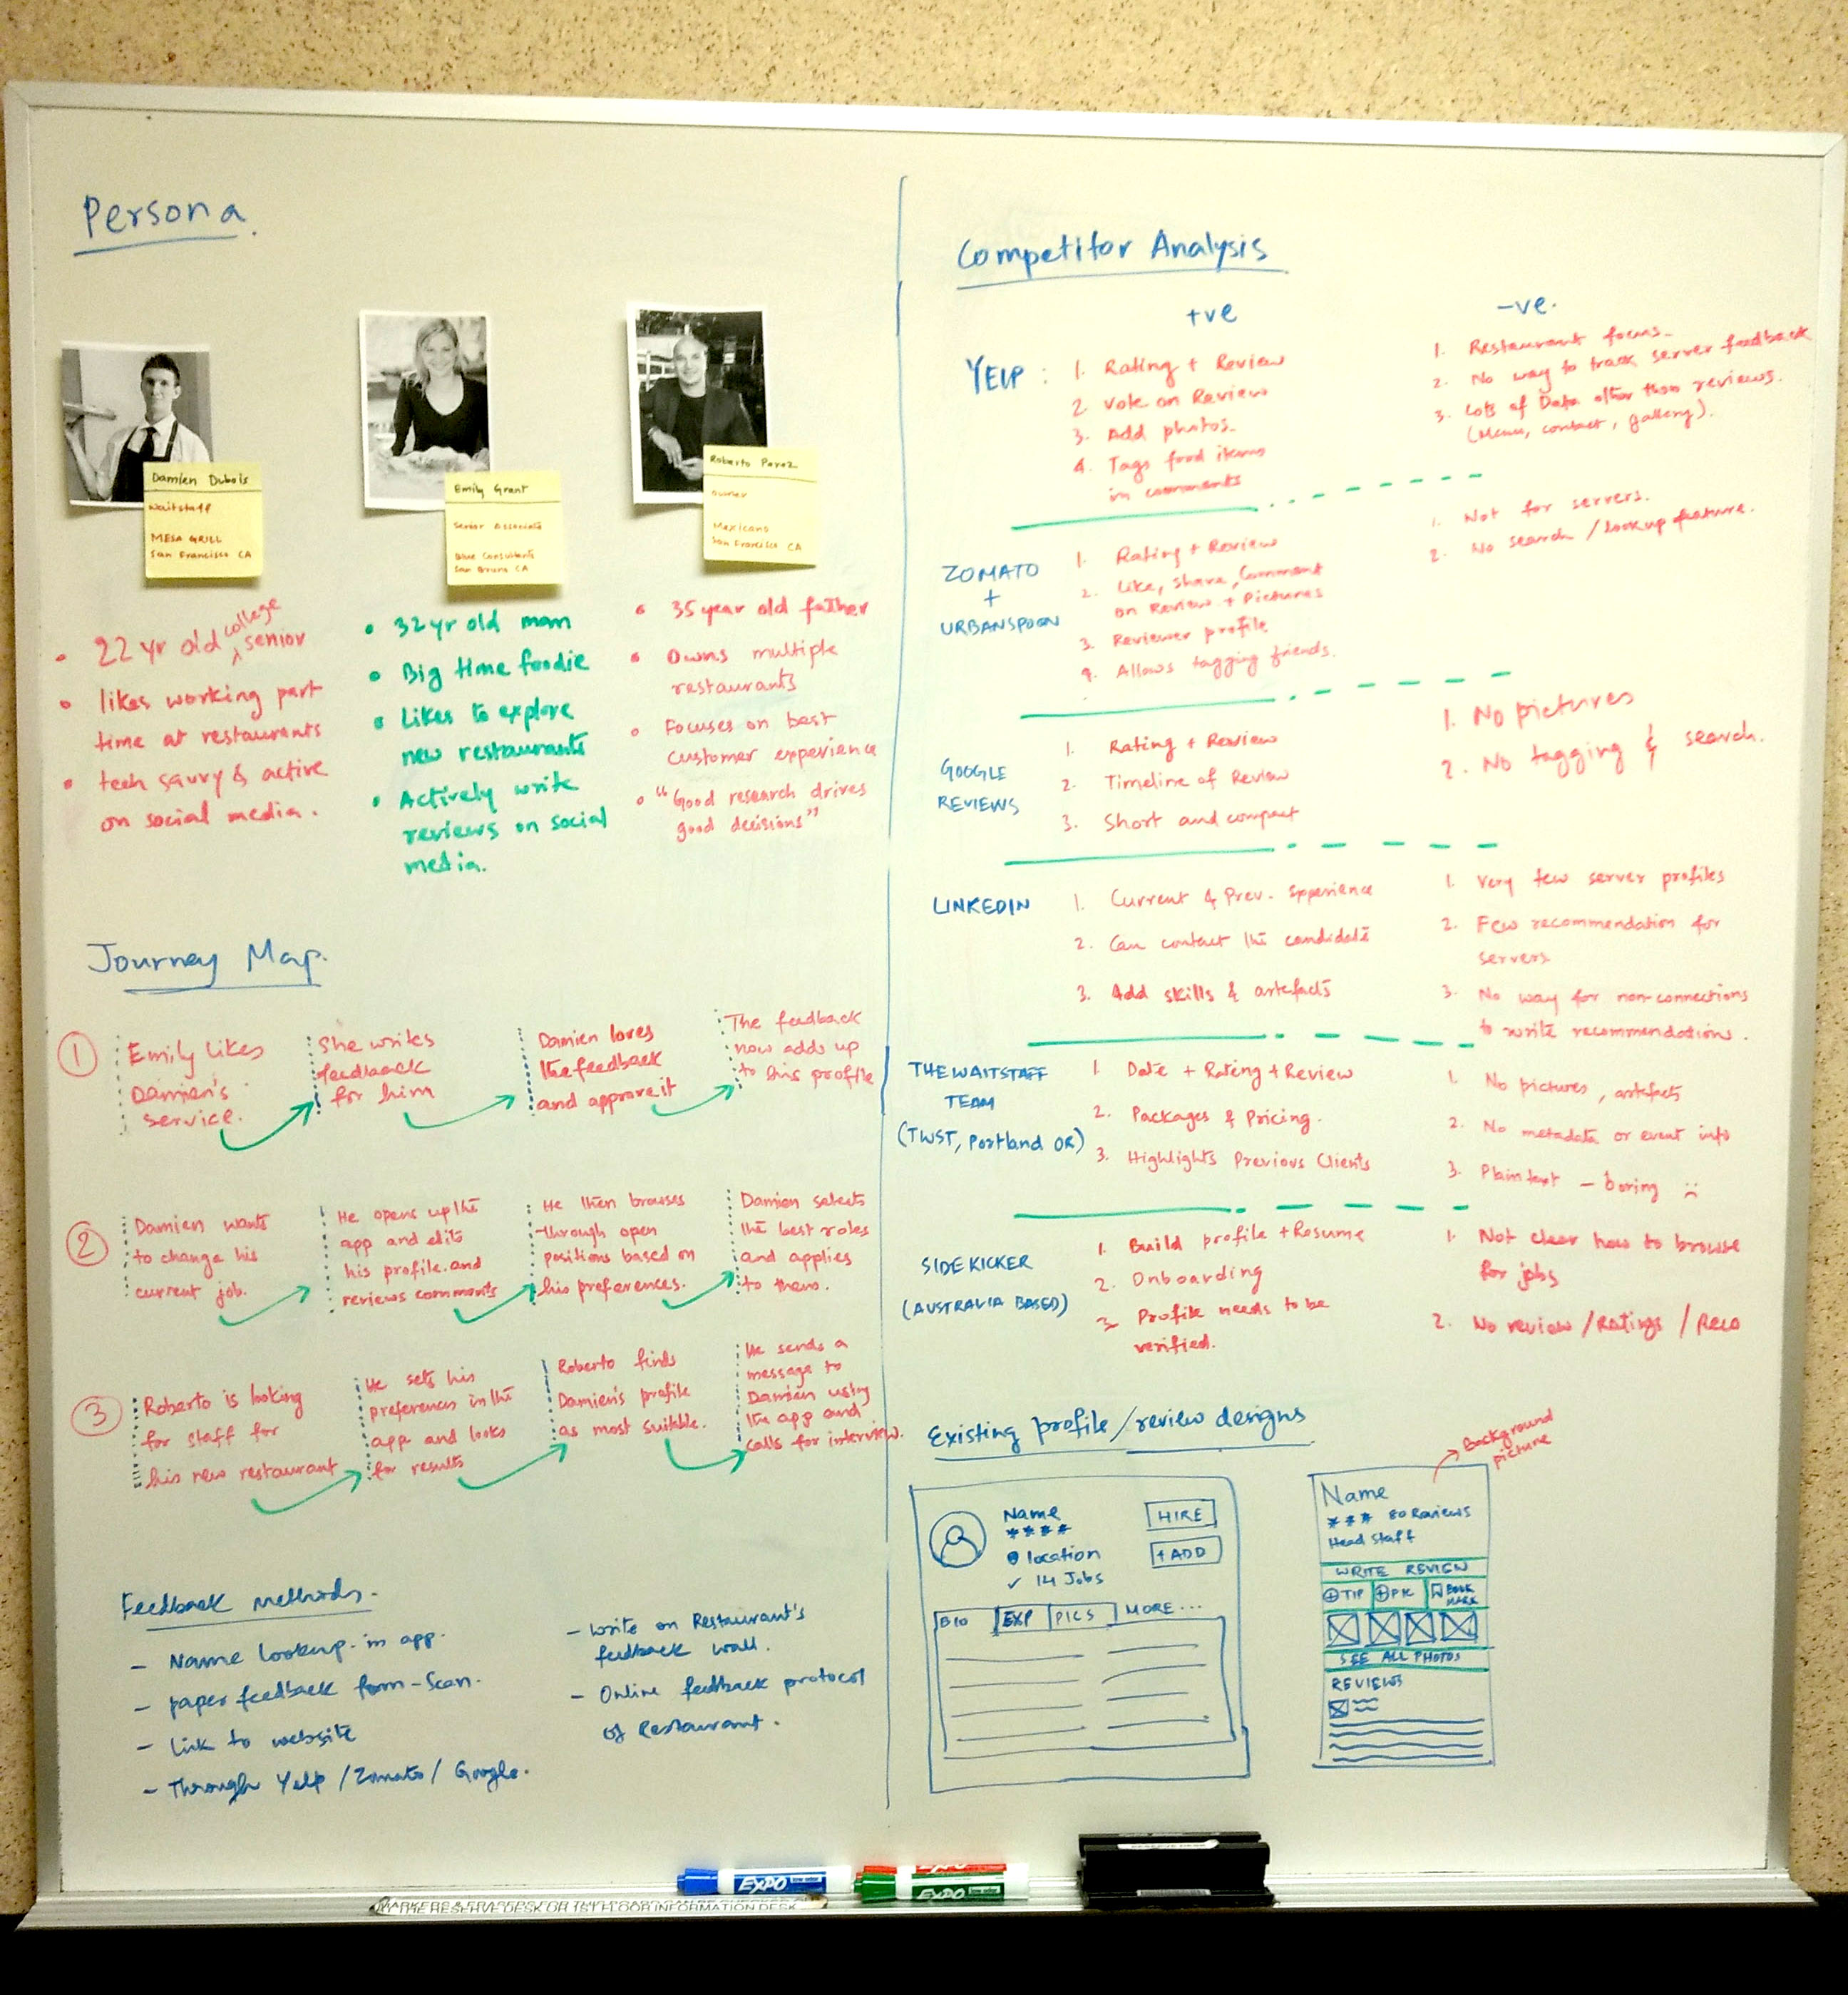 Persona.
Damien Dubois
Waitstaff
MESA GRILL
San Francisco CA
Emily Grant
Senior Associate
Blue Consultants
San Bruno CA
Roberto Perez
Owner
Mexicano
San Francisco CA
• 22 yr old college senior
• likes working part
time at restaurants
• tech savvy & active
on social media.
• 32 yr old mom
• Big time foodie
• Likes to explore
new restaurants
• Actively write
reviews on social
media.
• 35 year old father
• Owns multiple
restaurants
• Focuses on best
customer experience
• "Good research drives
good decisions"
Journey Map.
1
Emily likes
Damien's
service.
She writes
feedback
for him
Damien loves
the feedback
and approve it
The feedback
now adds up
to his profile
2
Damien wants
to change his
current job.
He opens up the
app and edits
his profile and
reviews comments
He then browses
through open
positions based on
his preferences.
Damien selects
the best roles
and applies
to them.
3
Roberto is looking
for staff for
his new restaurant
He sets his
preferences in the
app and looks
for results
Roberto finds
Damien's profile
as most suitable.
He sends a
message to
Damien using
the app and
calls for interview.
Feedback methods.
- Name lookup in app.
- paper feedback form - Scan.
- Link to website
- Through Yelp / Zomato / Google.
- Write on Restaurant's
feedback wall.
- Online feedback protocol
of Restaurant.
Competitor Analysis
+ve
-ve.
YELP :
1. Rating + Review
2. Vote on Review
3. Add photos.
4. Tags food items
in comments
1. Restaurant focus.
2. No way to track server feedback
3. Lots of Data other than reviews.
(Menu, contact, gallery).
ZOMATO
+
URBANSPOON
1. Rating + Review
2. Like, Share, Comment
on Review + Pictures
3. Reviewer profile
4. Allows tagging friends.
1. Not for servers.
2. No search / lookup feature.
GOOGLE
REVIEWS
1. Rating + Review
2. Timeline of Review
3. Short and compact
1. No pictures
2. No tagging & search.
LINKEDIN
1. Current & Prev. Experience
2. Can contact the candidate
3. Add skills & artefacts
1. Very few server profiles
2. Few recommendation for
servers
3. No way for non-connections
to write recommendations.
THE WAITSTAFF
TEAM
(TWST, Portland OR)
1. Date + Rating + Review
2. Packages & Pricing.
3. Highlights Previous Clients
1. No pictures, artefacts
2. No metadata or event info
3. Plain text - boring :(
SIDEKICKER
(AUSTRALIA BASED)
1. Build profile + Resume
2. Onboarding
3. Profile needs to be
verified.
1. Not clear how to browse
for jobs
2. No review / Ratings / Reco
Existing profile / review designs
Name
****
location
✓ 14 Jobs
HIRE
+ ADD
BIO
EXP
PICS
MORE ...
Background
picture
Name
*** 80 Reviews
Head Staff
WRITE REVIEW
+ TIP
+ PIC
BOOK
MARK
SEE ALL PHOTOS
REVIEWS
EXPO
EXPO
EXPO
MARKERS & ERASERS FOR THIS BOARD CAN BE CHECKED
THE RESERVE DESK OR 1ST FLOOR INFORMATION DESK